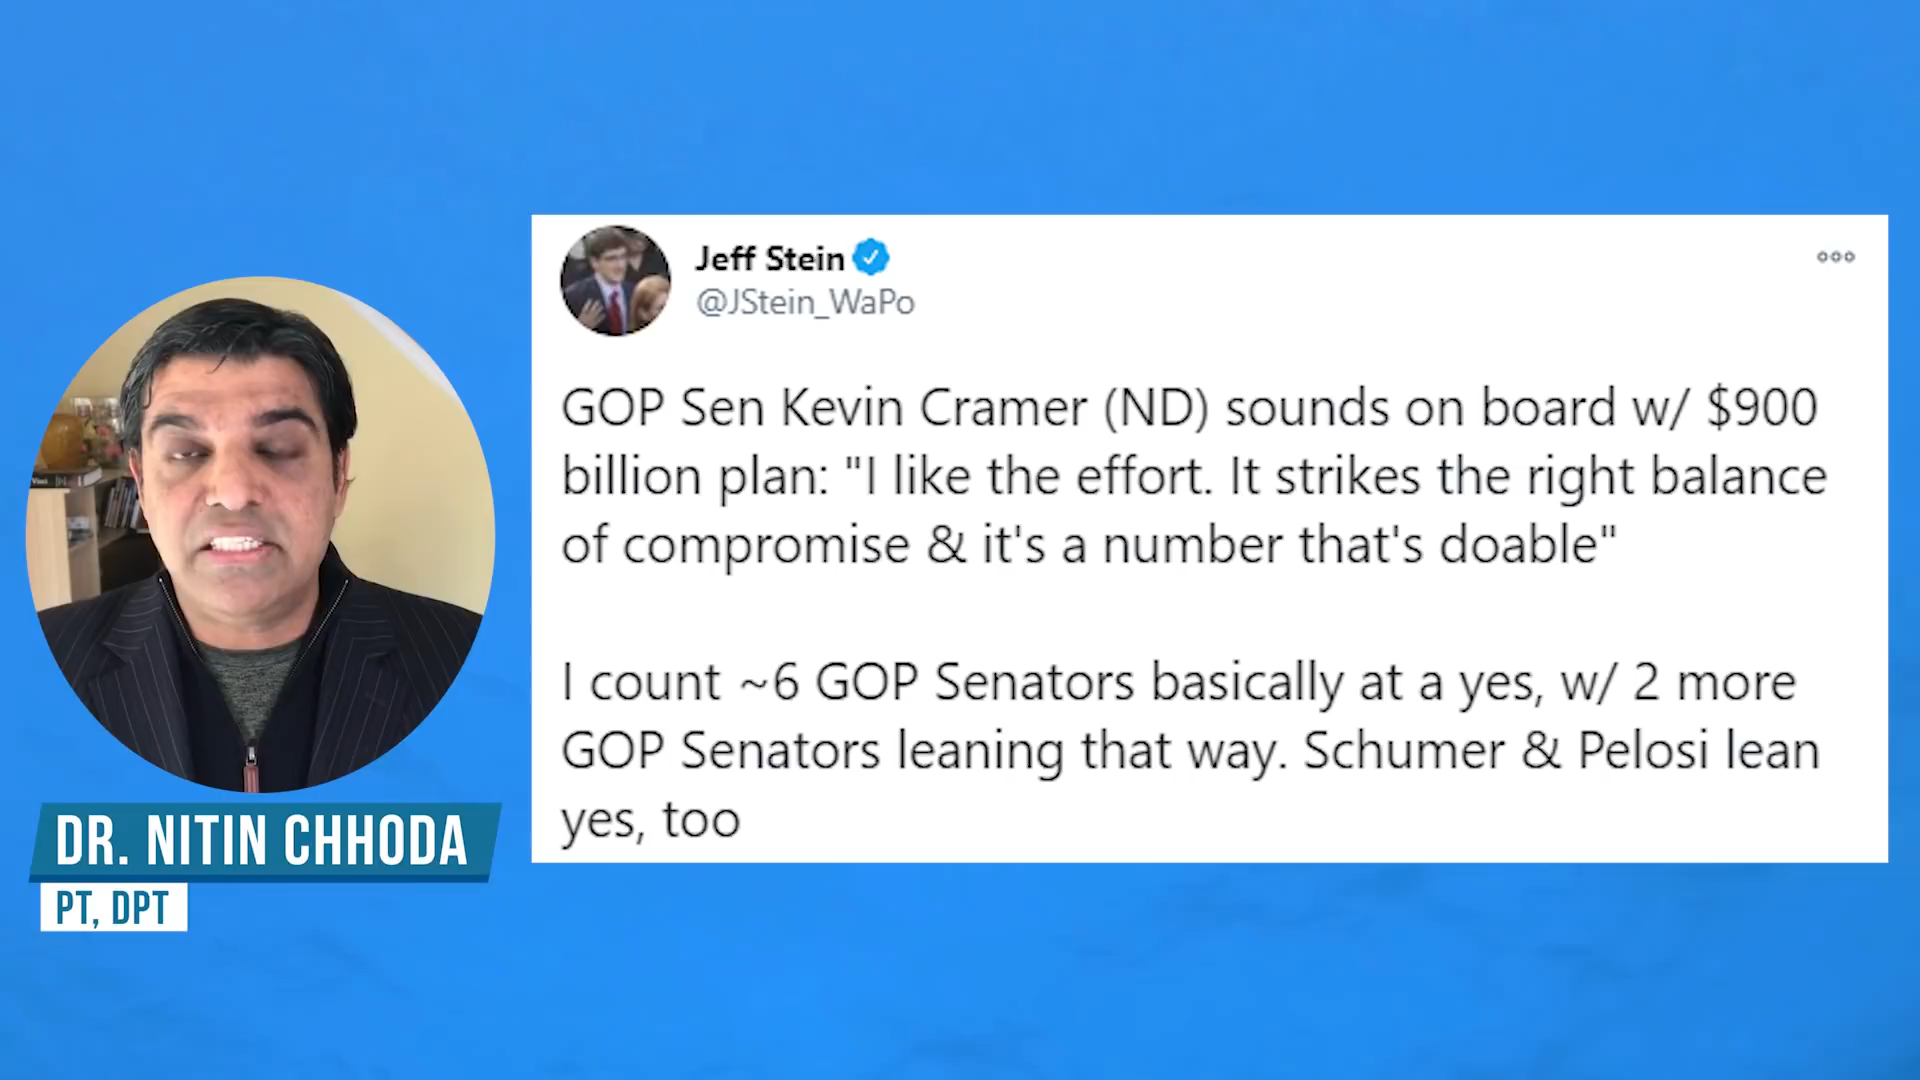 Jeff Stein
@JStein_WaPo
GOP Sen Kevin Cramer (ND) sounds on board w/ $900
billion plan: "I like the effort. It strikes the right balance
of compromise & it's a number that's doable"
I count ~6 GOP Senators basically at a yes, w/ 2 more
GOP Senators leaning that way. Schumer & Pelosi lean
yes, too
DR. NITIN CHHODA
PT, DPT